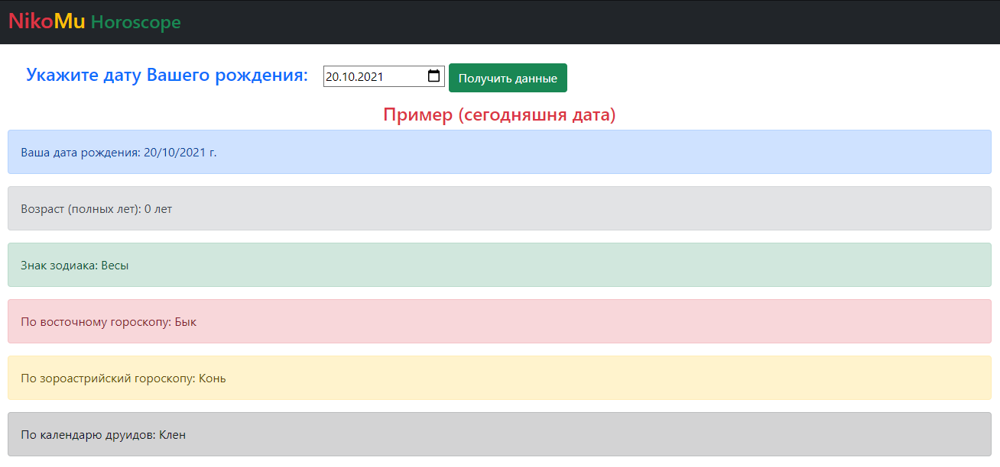 NikoMu Horoscope
Укажите дату Вашего рождения: 20.10.2021 Получить данные
Пример (сегодняшня дата)
Ваша дата рождения: 20/10/2021 г.
Возраст (полных лет): 0 лет
Знак зодиака: Весы
По восточному гороскопу: Бык
По зороастрийский гороскопу: Конь
По календарю друидов: Клен